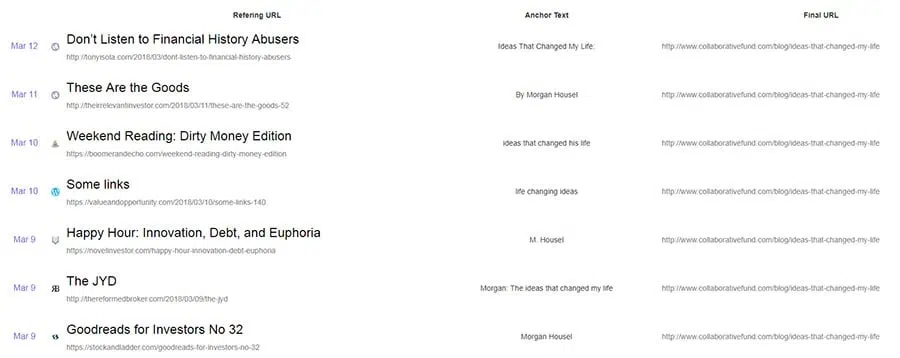 Refering URL Anchor Text Final URL
Mar 12 Don't Listen to Financial History Abusers
http://tonyisola.com/2018/03/dont-listen-to-financial-history-abusers Ideas That Changed My Life: http://www.collaborativefund.com/blog/ideas-that-changed-my-life
Mar 11 These Are the Goods
http://theirrelevantinvestor.com/2018/03/11/these-are-the-goods-52 By Morgan Housel http://www.collaborativefund.com/blog/ideas-that-changed-my-life
Mar 10 Weekend Reading: Dirty Money Edition
https://boomerandecho.com/weekend-reading-dirty-money-edition ideas that changed his life http://www.collaborativefund.com/blog/ideas-that-changed-my-life
Mar 10 Some links
https://valueandopportunity.com/2018/03/10/some-links-140 life changing ideas http://www.collaborativefund.com/blog/ideas-that-changed-my-life
Mar 9 Happy Hour: Innovation, Debt, and Euphoria
https://novelinvestor.com/happy-hour-innovation-debt-euphoria M. Housel http://www.collaborativefund.com/blog/ideas-that-changed-my-life
Mar 9 RB The JYD
http://thereformedbroker.com/2018/03/09/the-jyd Morgan: The ideas that changed my life http://www.collaborativefund.com/blog/ideas-that-changed-my-life
Mar 9 Goodreads for Investors No 32
https://stockandladder.com/goodreads-for-investors-no-32 Morgan Housel http://www.collaborativefund.com/blog/ideas-that-changed-my-life